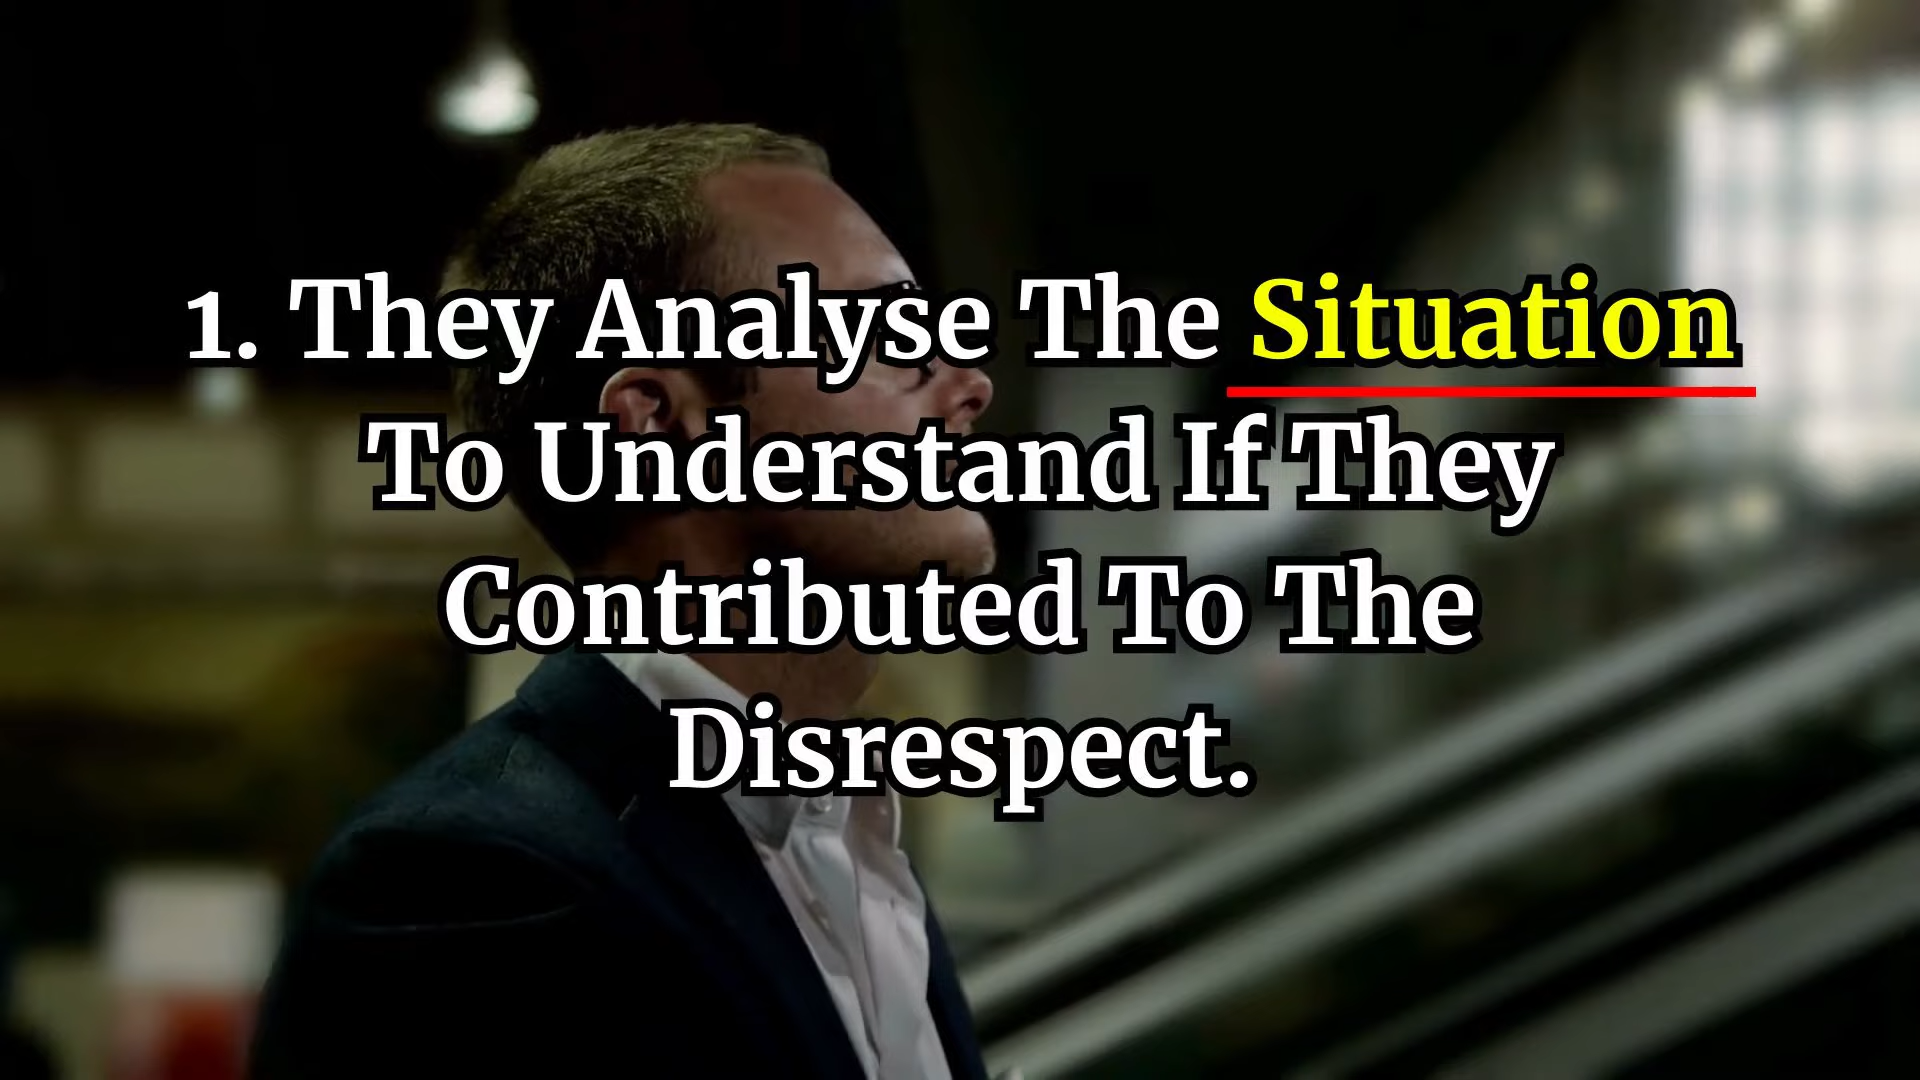 1. They Analyse The Situation
To Understand If They
Contributed To The
Disrespect.